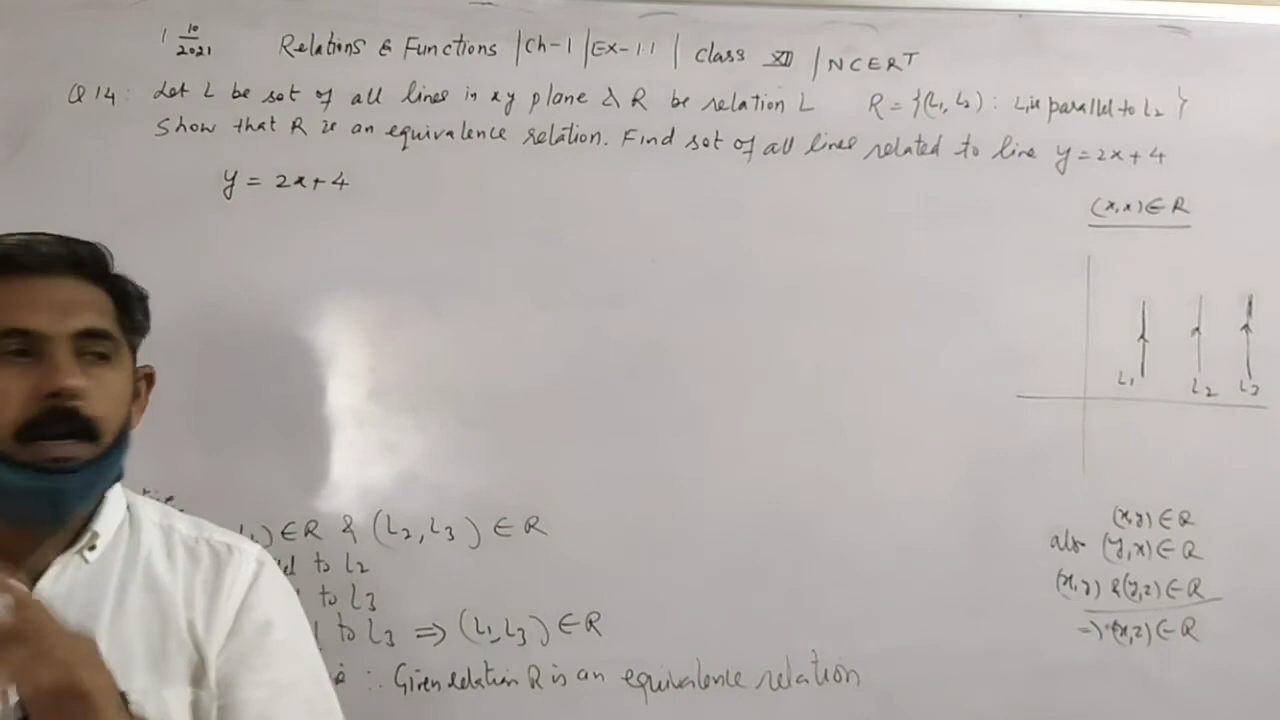 1 10/2021 Relations & Functions | Ch-1 | Ex-1.1 | Class XII | NCERT
Q 14: Let L be set of all lines in xy plane & R be relation L R = {(L₁, L₂) : L₁ is parallel to L₂ }
Show that R is an equivalence relation. Find set of all lines related to line y = 2x + 4
y = 2x + 4
(x,x) ∈ R
L₁ L₂ L₃
) ∈ R & (L₂, L₃) ∈ R
to L₂
to L₃
to L₃ ⇒ (L₁, L₃) ∈ R
∴ Given relation R is an equivalence relation
(x,y) ∈ R
also (y,x) ∈ R
(x,y) & (y,z) ∈ R
⇒ (x,z) ∈ R